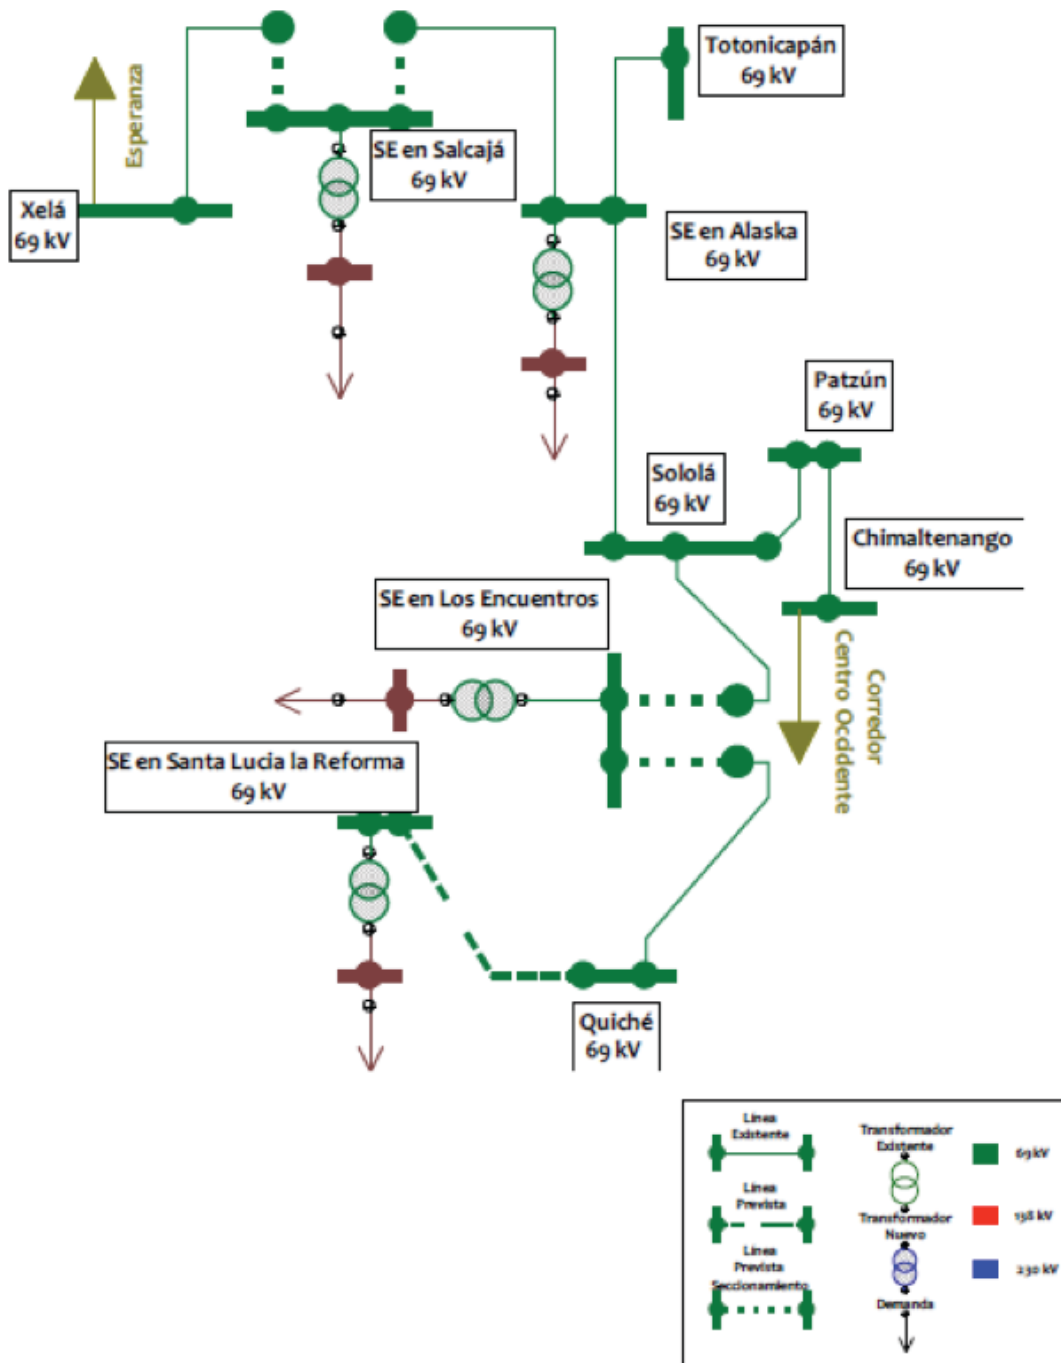 Totonicapán
69 kV
Esperanza
SE en Salcajá
69 kV
Xelá
69 kV
SE en Alaska
69 kV
Patzún
69 kV
Sololá
69 kV
Chimaltenango
69 kV
SE en Los Encuentros
69 kV
Corredor
Centro Occidente
SE en Santa Lucia la Reforma
69 kV
Quiché
69 kV
Línea
Existente
Transformador
Existente
69 kV
Línea
Prevista
Transformador
Nuevo
138 kV
Línea
Prevista
Seccionamiento
230 kV
Demanda